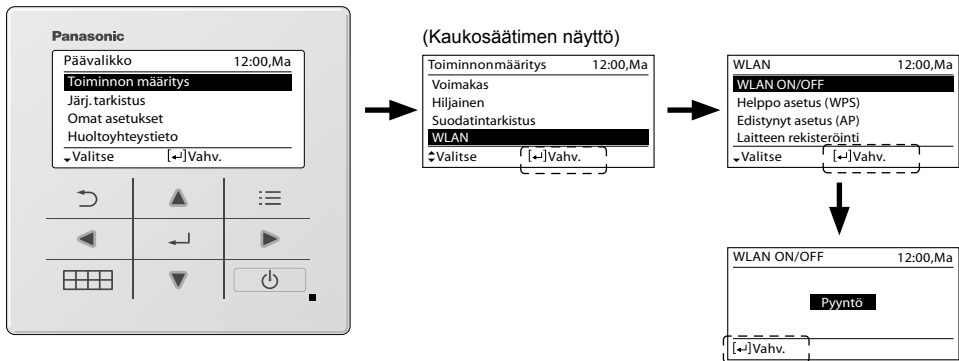 Panasonic
Päävalikko 12:00,Ma
Toiminnon määritys
Järj. tarkistus
Omat asetukset
Huoltoyhteystieto
Valitse [↵]Vahv.
(Kaukosäätimen näyttö)
Toiminnonmääritys 12:00,Ma
Voimakas
Hiljainen
Suodatintarkistus
WLAN
Valitse [↵]Vahv.
WLAN 12:00,Ma
WLAN ON/OFF
Helppo asetus (WPS)
Edistynyt asetus (AP)
Laitteen rekisteröinti
Valitse [↵]Vahv.
WLAN ON/OFF 12:00,Ma
Pyyntö
[↵]Vahv.